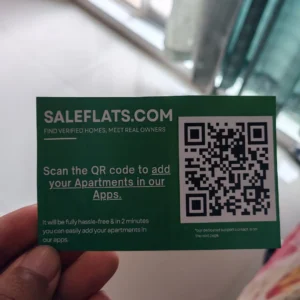 SALEFLATS.COM
FIND VERIFIED HOMES, MEET REAL OWNERS
Scan the QR code to add
your Apartments in our
Apps.
It will be fully hassle-free & in 2 minutes
you can easily add your apartments in
our apps.